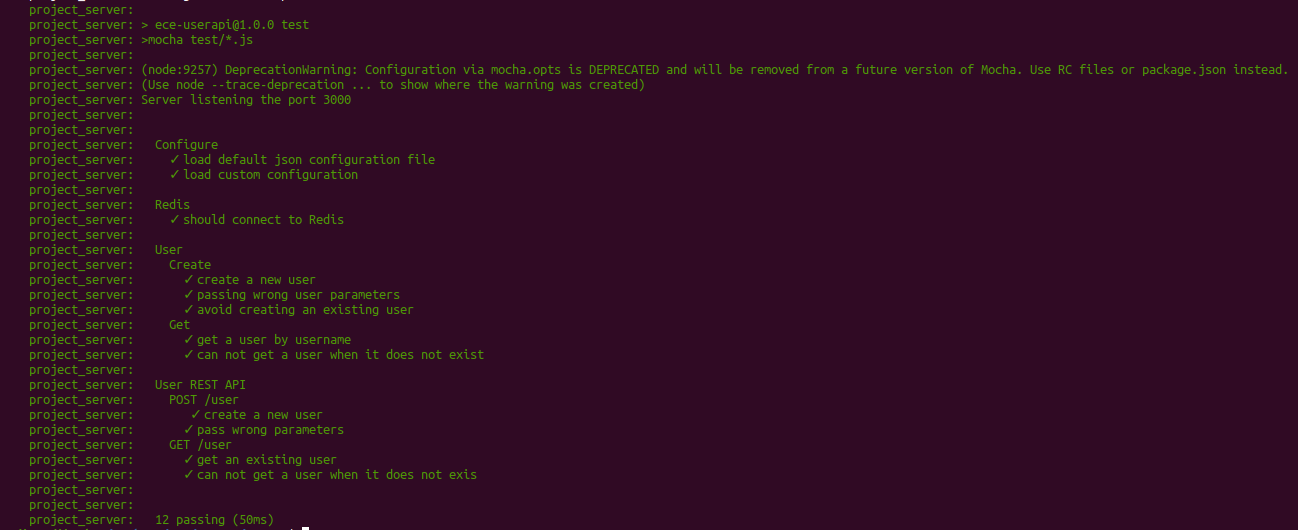 project_server:
project_server: > ece-userapi@1.0.0 test
project_server: >mocha test/*.js
project_server:
project_server: (node:9257) DeprecationWarning: Configuration via mocha.opts is DEPRECATED and will be removed from a future version of Mocha. Use RC files or package.json instead.
project_server: (Use node --trace-deprecation ... to show where the warning was created)
project_server: Server listening the port 3000
project_server:
project_server:
project_server: Configure
project_server: ✓ load default json configuration file
project_server: ✓ load custom configuration
project_server:
project_server: Redis
project_server: ✓ should connect to Redis
project_server:
project_server: User
project_server: Create
project_server: ✓ create a new user
project_server: ✓ passing wrong user parameters
project_server: ✓ avoid creating an existing user
project_server: Get
project_server: ✓ get a user by username
project_server: ✓ can not get a user when it does not exist
project_server:
project_server: User REST API
project_server: POST /user
project_server: ✓ create a new user
project_server: ✓ pass wrong parameters
project_server: GET /user
project_server: ✓ get an existing user
project_server: ✓ can not get a user when it does not exis
project_server:
project_server:
project_server: 12 passing (50ms)